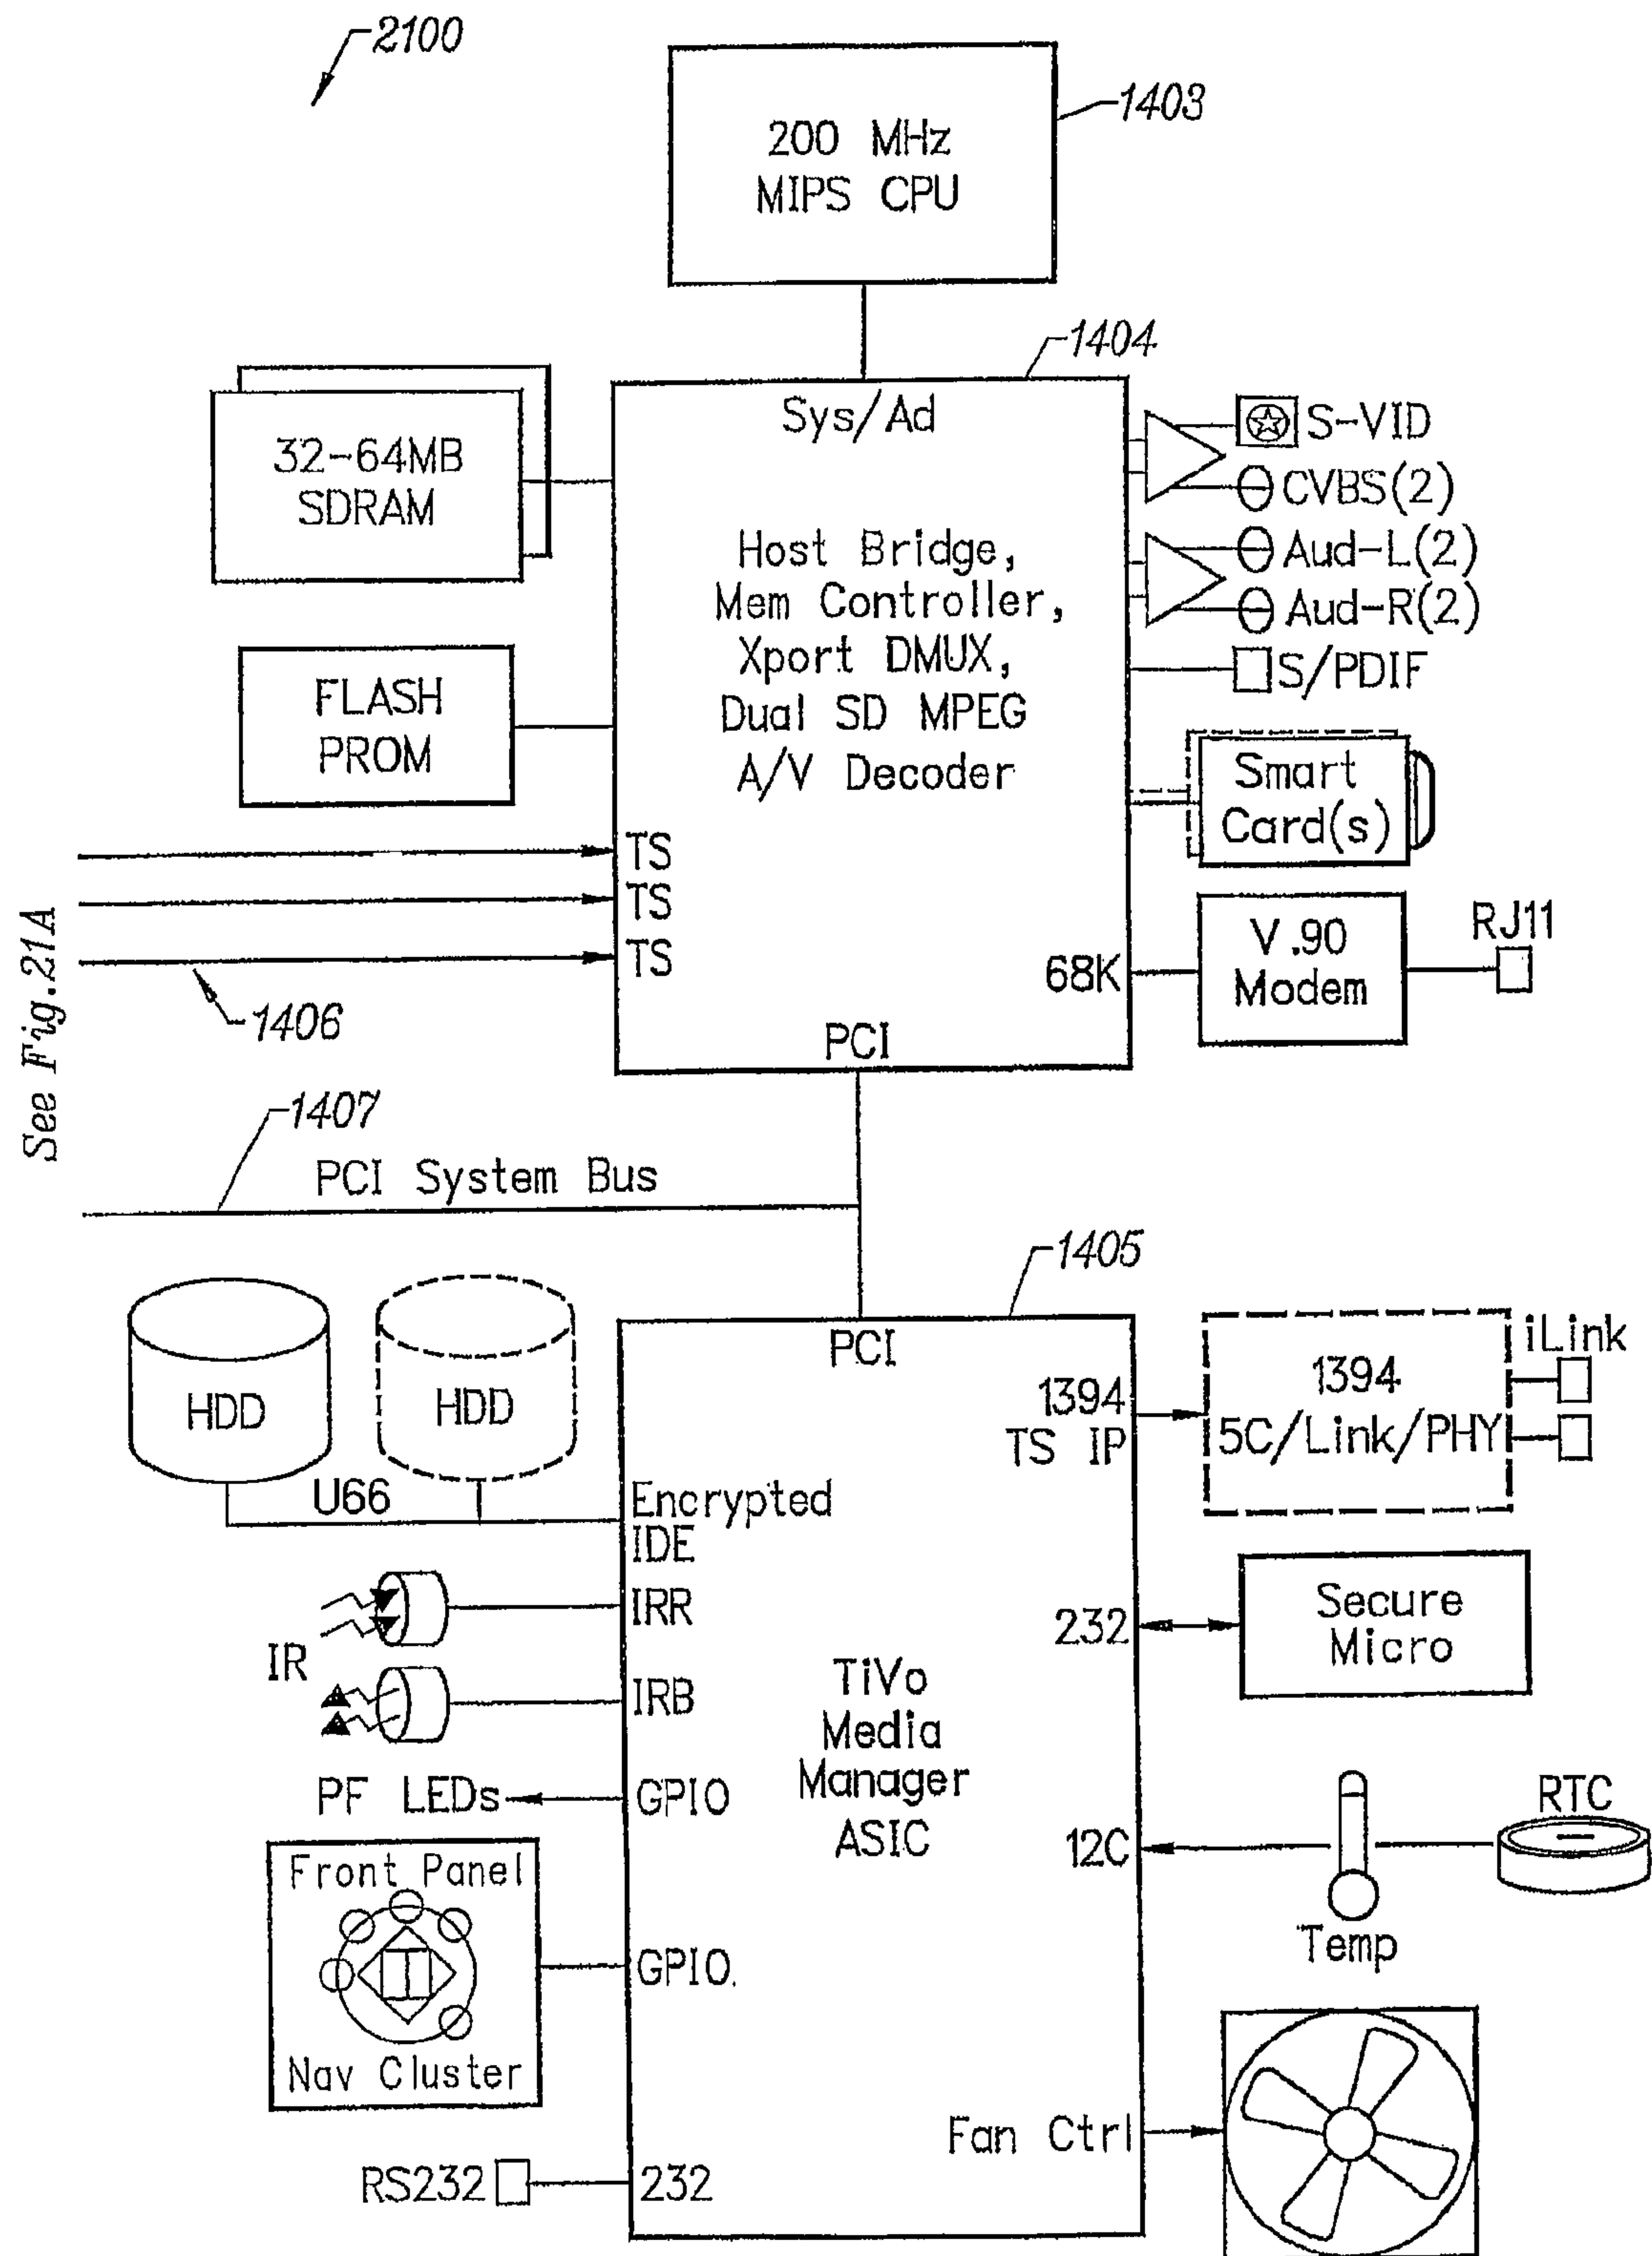 2100
1403
200 MHz
MIPS CPU
1404
32-64MB
SDRAM
Sys/Ad
S-VID
CVBS(2)
Aud-L(2)
Aud-R(2)
S/PDIF
Host Bridge,
Mem Controller,
Xport DMUX,
Dual SD MPEG
A/V Decoder
FLASH
PROM
Smart
Card(s)
TS
TS
TS
See Fig.21A
1406
68K
V.90
Modem
RJ11
PCI
1407
PCI System Bus
1405
HDD
HDD
U66
PCI
1394
TS IP
1394
5C/Link/PHY
iLink
Encrypted
IDE
IR
IRR
IRB
232
Secure
Micro
TiVo
Media
Manager
ASIC
PF LEDs
GPIO
12C
Temp
RTC
Front Panel
Nav Cluster
GPIO.
Fan Ctrl
RS232
232